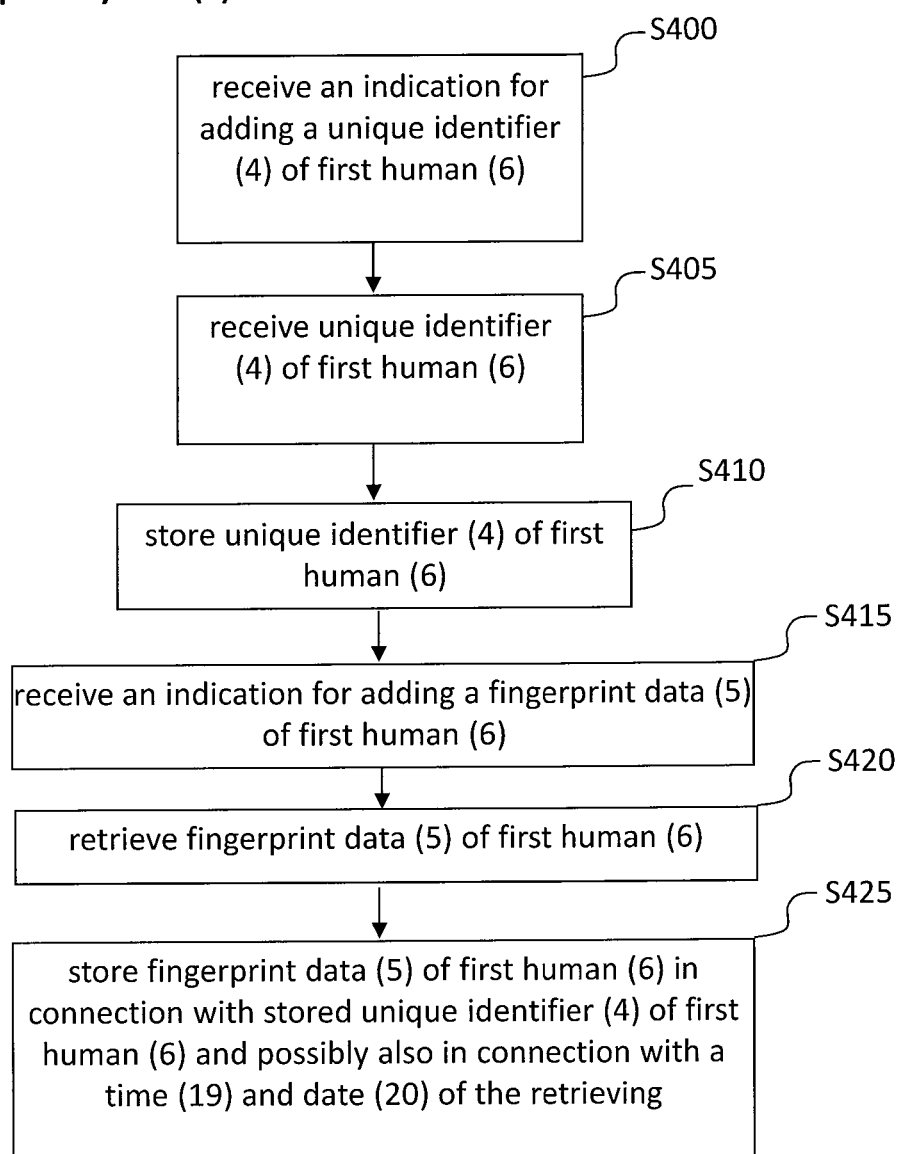 S400
receive an indication for
adding a unique identifier
(4) of first human (6)
S405
receive unique identifier
(4) of first human (6)
S410
store unique identifier (4) of first
human (6)
S415
receive an indication for adding a fingerprint data (5)
of first human (6)
S420
retrieve fingerprint data (5) of first human (6)
S425
store fingerprint data (5) of first human (6) in
connection with stored unique identifier (4) of first
human (6) and possibly also in connection with a
time (19) and date (20) of the retrieving